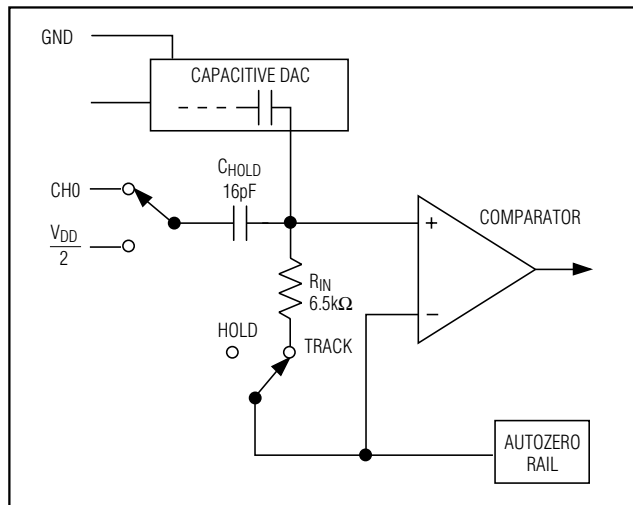 GND
CAPACITIVE DAC
CHOLD
16pF
CH0
VDD
2
+
COMPARATOR
RIN
6.5kΩ
−
HOLD
TRACK
AUTOZERO
RAIL